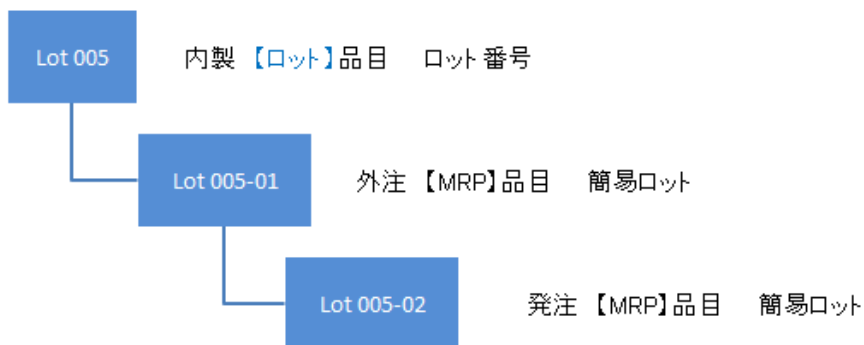 Lot 005 内製 【ロット】品目 ロット番号
Lot 005-01 外注 【MRP】品目 簡易ロット
Lot 005-02 発注 【MRP】品目 簡易ロット